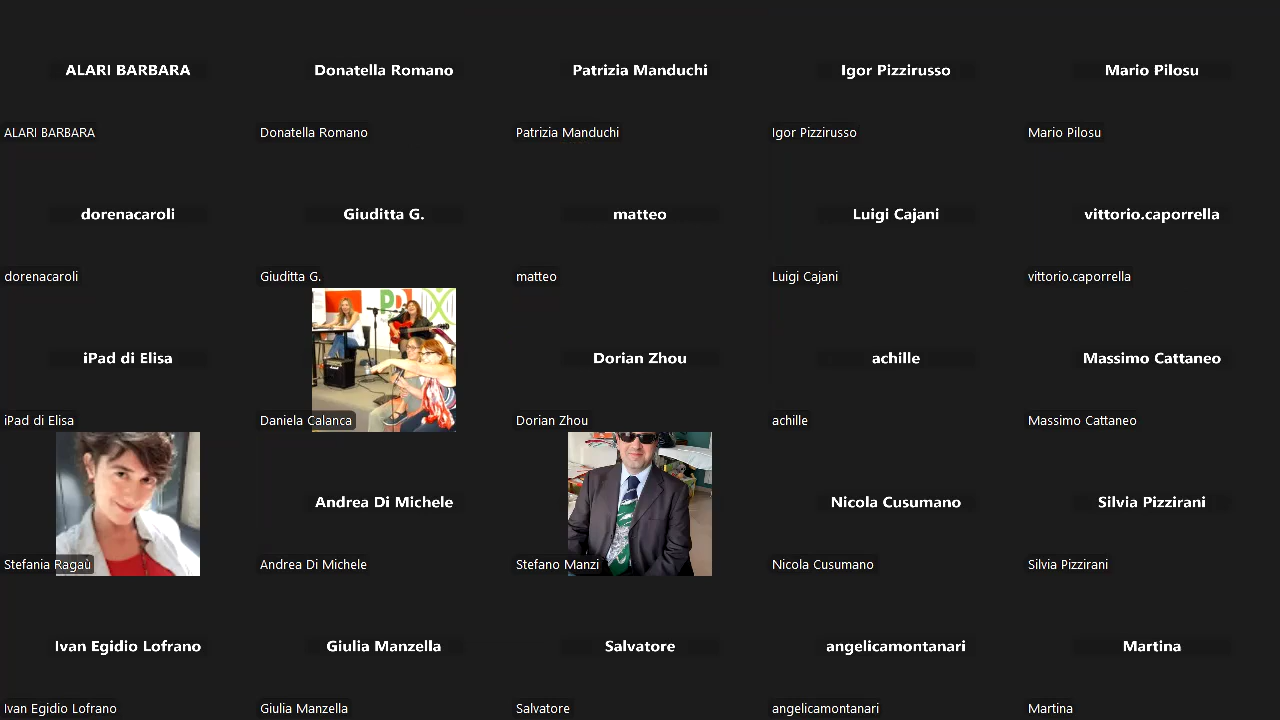 ALARI BARBARA
Donatella Romano
Patrizia Manduchi
Igor Pizzirusso
Mario Pilosu
ALARI BARBARA
Donatella Romano
Patrizia Manduchi
Igor Pizzirusso
Mario Pilosu
dorenacaroli
Giuditta G.
matteo
Luigi Cajani
vittorio.caporrella
dorenacaroli
Giuditta G.
matteo
Luigi Cajani
vittorio.caporrella
PD
iPad di Elisa
Dorian Zhou
achille
Massimo Cattaneo
iPad di Elisa
Daniela Calanca
Dorian Zhou
achille
Massimo Cattaneo
Andrea Di Michele
Nicola Cusumano
Silvia Pizzirani
Stefania Ragaù
Andrea Di Michele
Stefano Manzi
Nicola Cusumano
Silvia Pizzirani
Ivan Egidio Lofrano
Giulia Manzella
Salvatore
angelicamontanari
Martina
Ivan Egidio Lofrano
Giulia Manzella
Salvatore
angelicamontanari
Martina